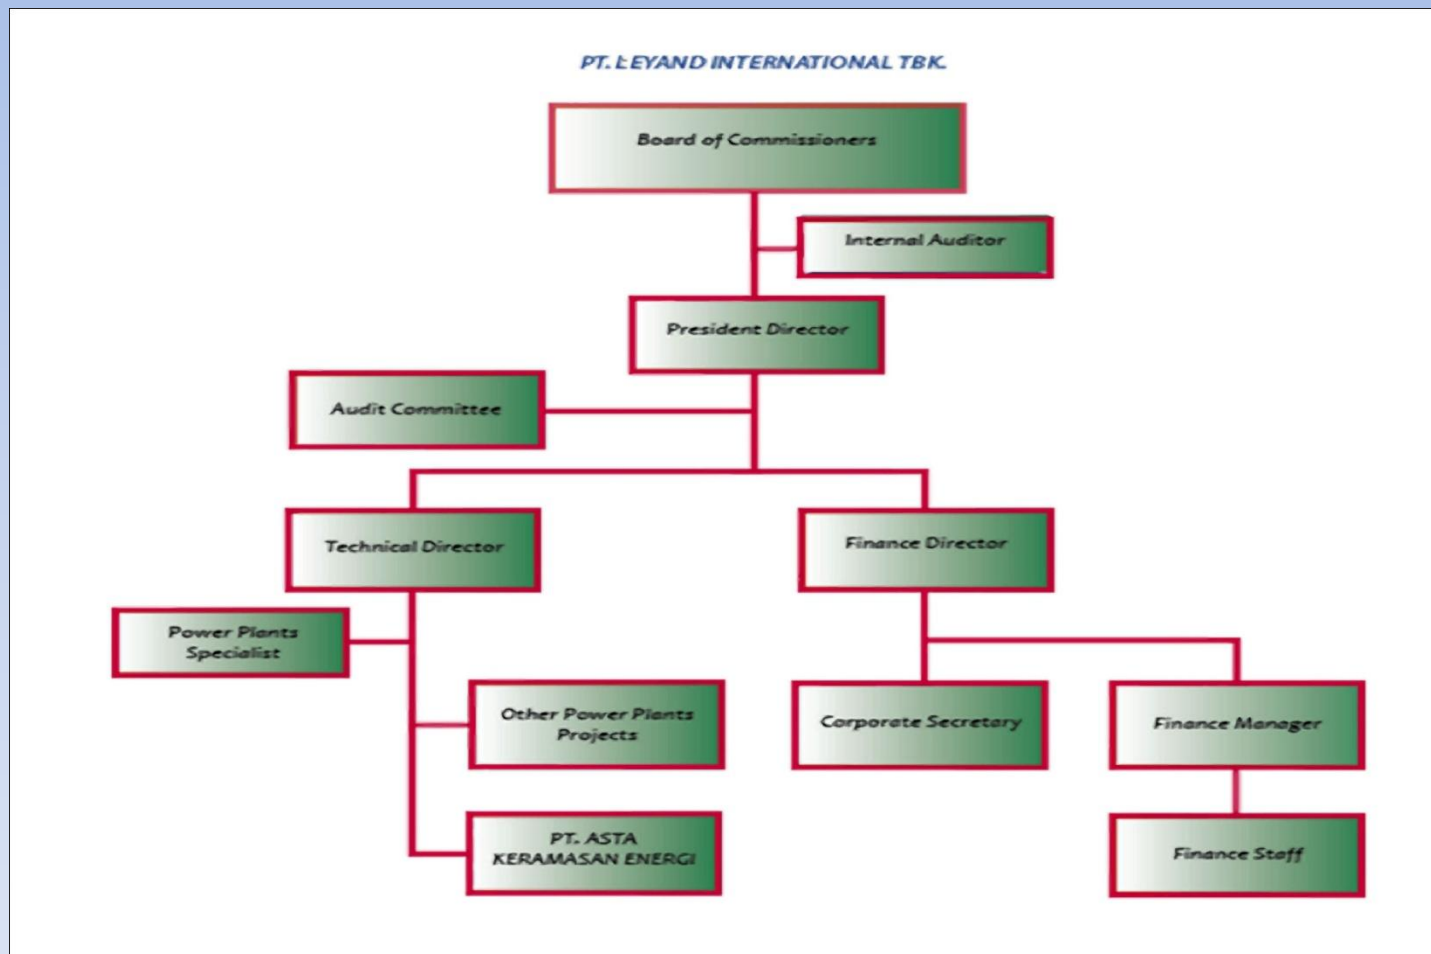 PT. LEYAND INTERNATIONAL TBK.
Board of Commissioners
Internal Auditor
President Director
Audit Committee
Technical Director
Finance Director
Power Plants
Specialist
Other Power Plants
Projects
Corporate Secretary
Finance Manager
PT. ASTA
KERAMASAN ENERGI
Finance Staff